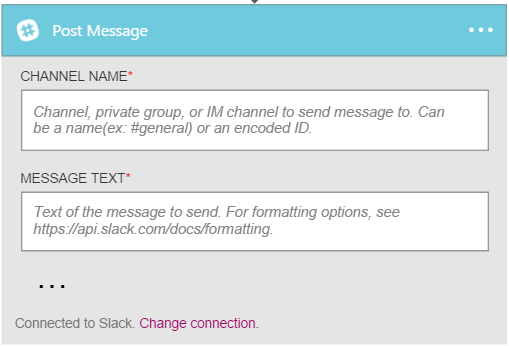 Post Message
CHANNEL NAME*
Channel, private group, or IM channel to send message to. Can
be a name(ex: #general) or an encoded ID.
MESSAGE TEXT*
Text of the message to send. For formatting options, see
https://api.slack.com/docs/formatting.
...
Connected to Slack. Change connection.